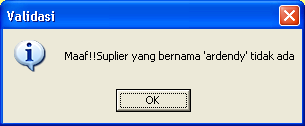 Validasi
Maaf!!Suplier yang bernama 'ardendy' tidak ada
OK